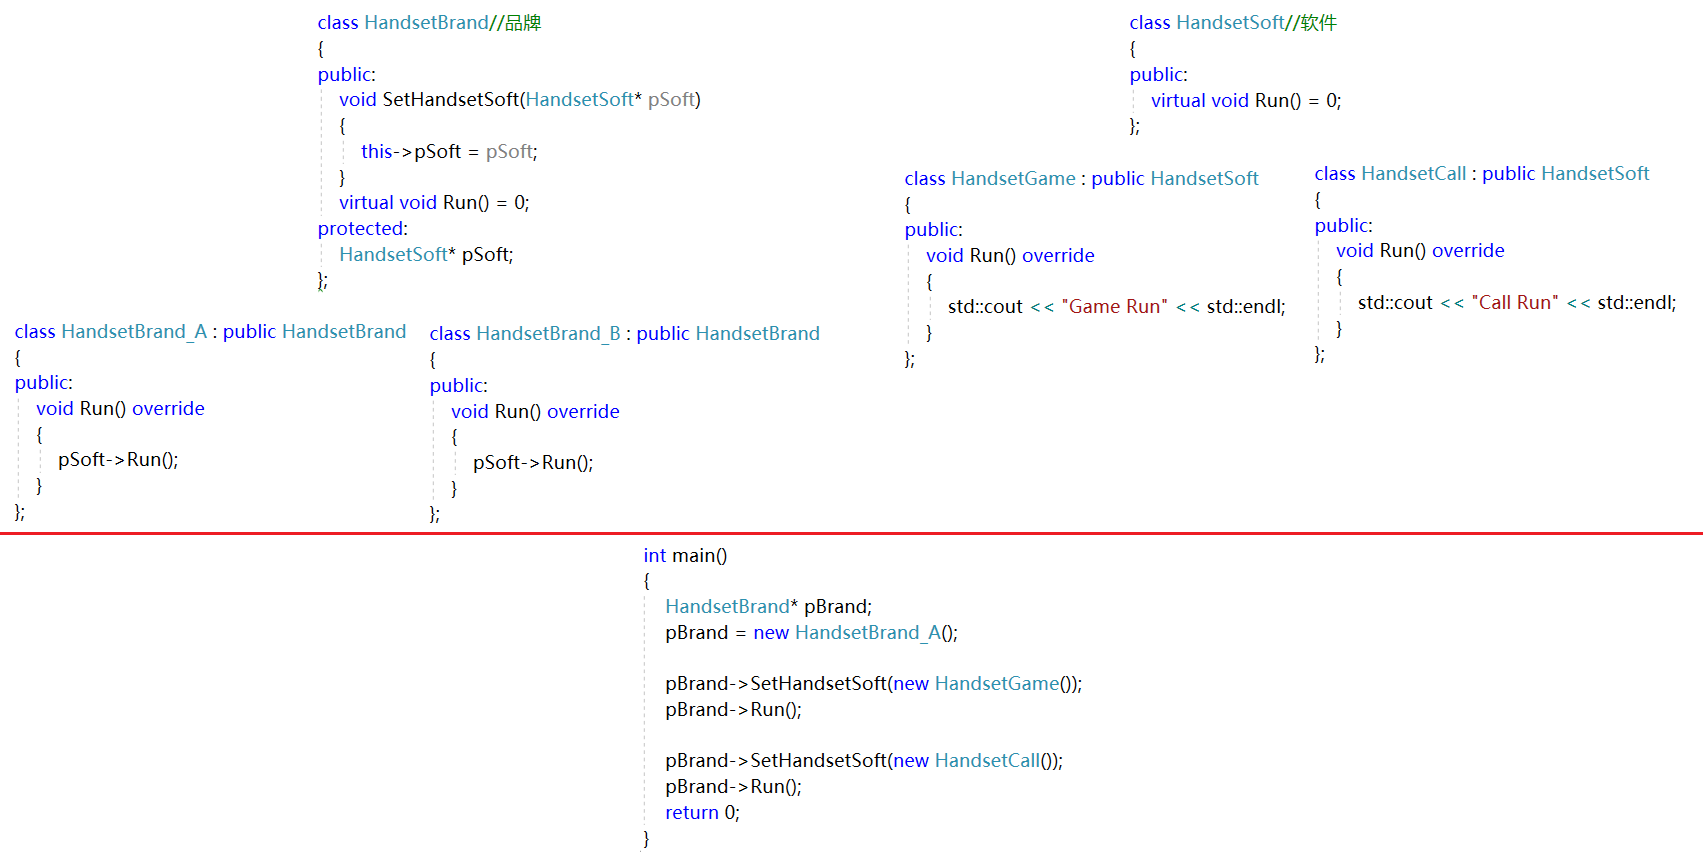 class HandsetBrand//品牌
{
public:
    void SetHandsetSoft(HandsetSoft* pSoft)
    {
        this->pSoft = pSoft;
    }
    virtual void Run() = 0;
protected:
    HandsetSoft* pSoft;
};
class HandsetBrand_A : public HandsetBrand
{
public:
    void Run() override
    {
        pSoft->Run();
    }
};
class HandsetBrand_B : public HandsetBrand
{
public:
    void Run() override
    {
        pSoft->Run();
    }
};
class HandsetSoft//软件
{
public:
    virtual void Run() = 0;
};
class HandsetGame : public HandsetSoft
{
public:
    void Run() override
    {
        std::cout << "Game Run" << std::endl;
    }
};
class HandsetCall : public HandsetSoft
{
public:
    void Run() override
    {
        std::cout << "Call Run" << std::endl;
    }
};
int main()
{
    HandsetBrand* pBrand;
    pBrand = new HandsetBrand_A();

    pBrand->SetHandsetSoft(new HandsetGame());
    pBrand->Run();

    pBrand->SetHandsetSoft(new HandsetCall());
    pBrand->Run();
    return 0;
}